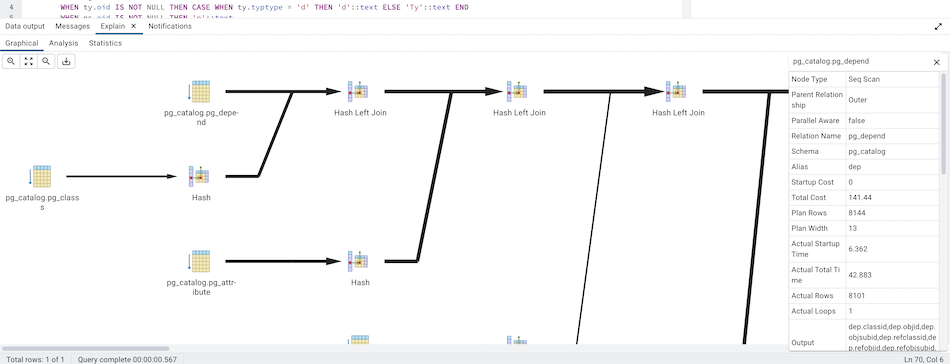 4 WHEN ty.oid IS NOT NULL THEN CASE WHEN ty.typtype = 'd' THEN 'd'::text ELSE 'Ty'::text END
Data output Messages Explain × Notifications
Graphical Analysis Statistics
pg_catalog.pg_depe-
nd
Hash Left Join
Hash Left Join
Hash Left Join
pg_catalog.pg_clas
s
Hash
pg_catalog.pg_attr-
ibute
Hash
pg_catalog.pg_depend ×
Node Type Seq Scan
Parent Relation
ship Outer
Parallel Aware false
Relation Name pg_depend
Schema pg_catalog
Alias dep
Startup Cost 0
Total Cost 141.44
Plan Rows 8144
Plan Width 13
Actual Startup
Time 6.362
Actual Total Ti
me 42.883
Actual Rows 8101
Actual Loops 1
Output dep.classid,dep.objid,dep.
objsubid,dep.refclassid,de
p.refobjid,dep.refobjsubid,
Total rows: 1 of 1 Query complete 00:00:00.567 Ln 70, Col 6